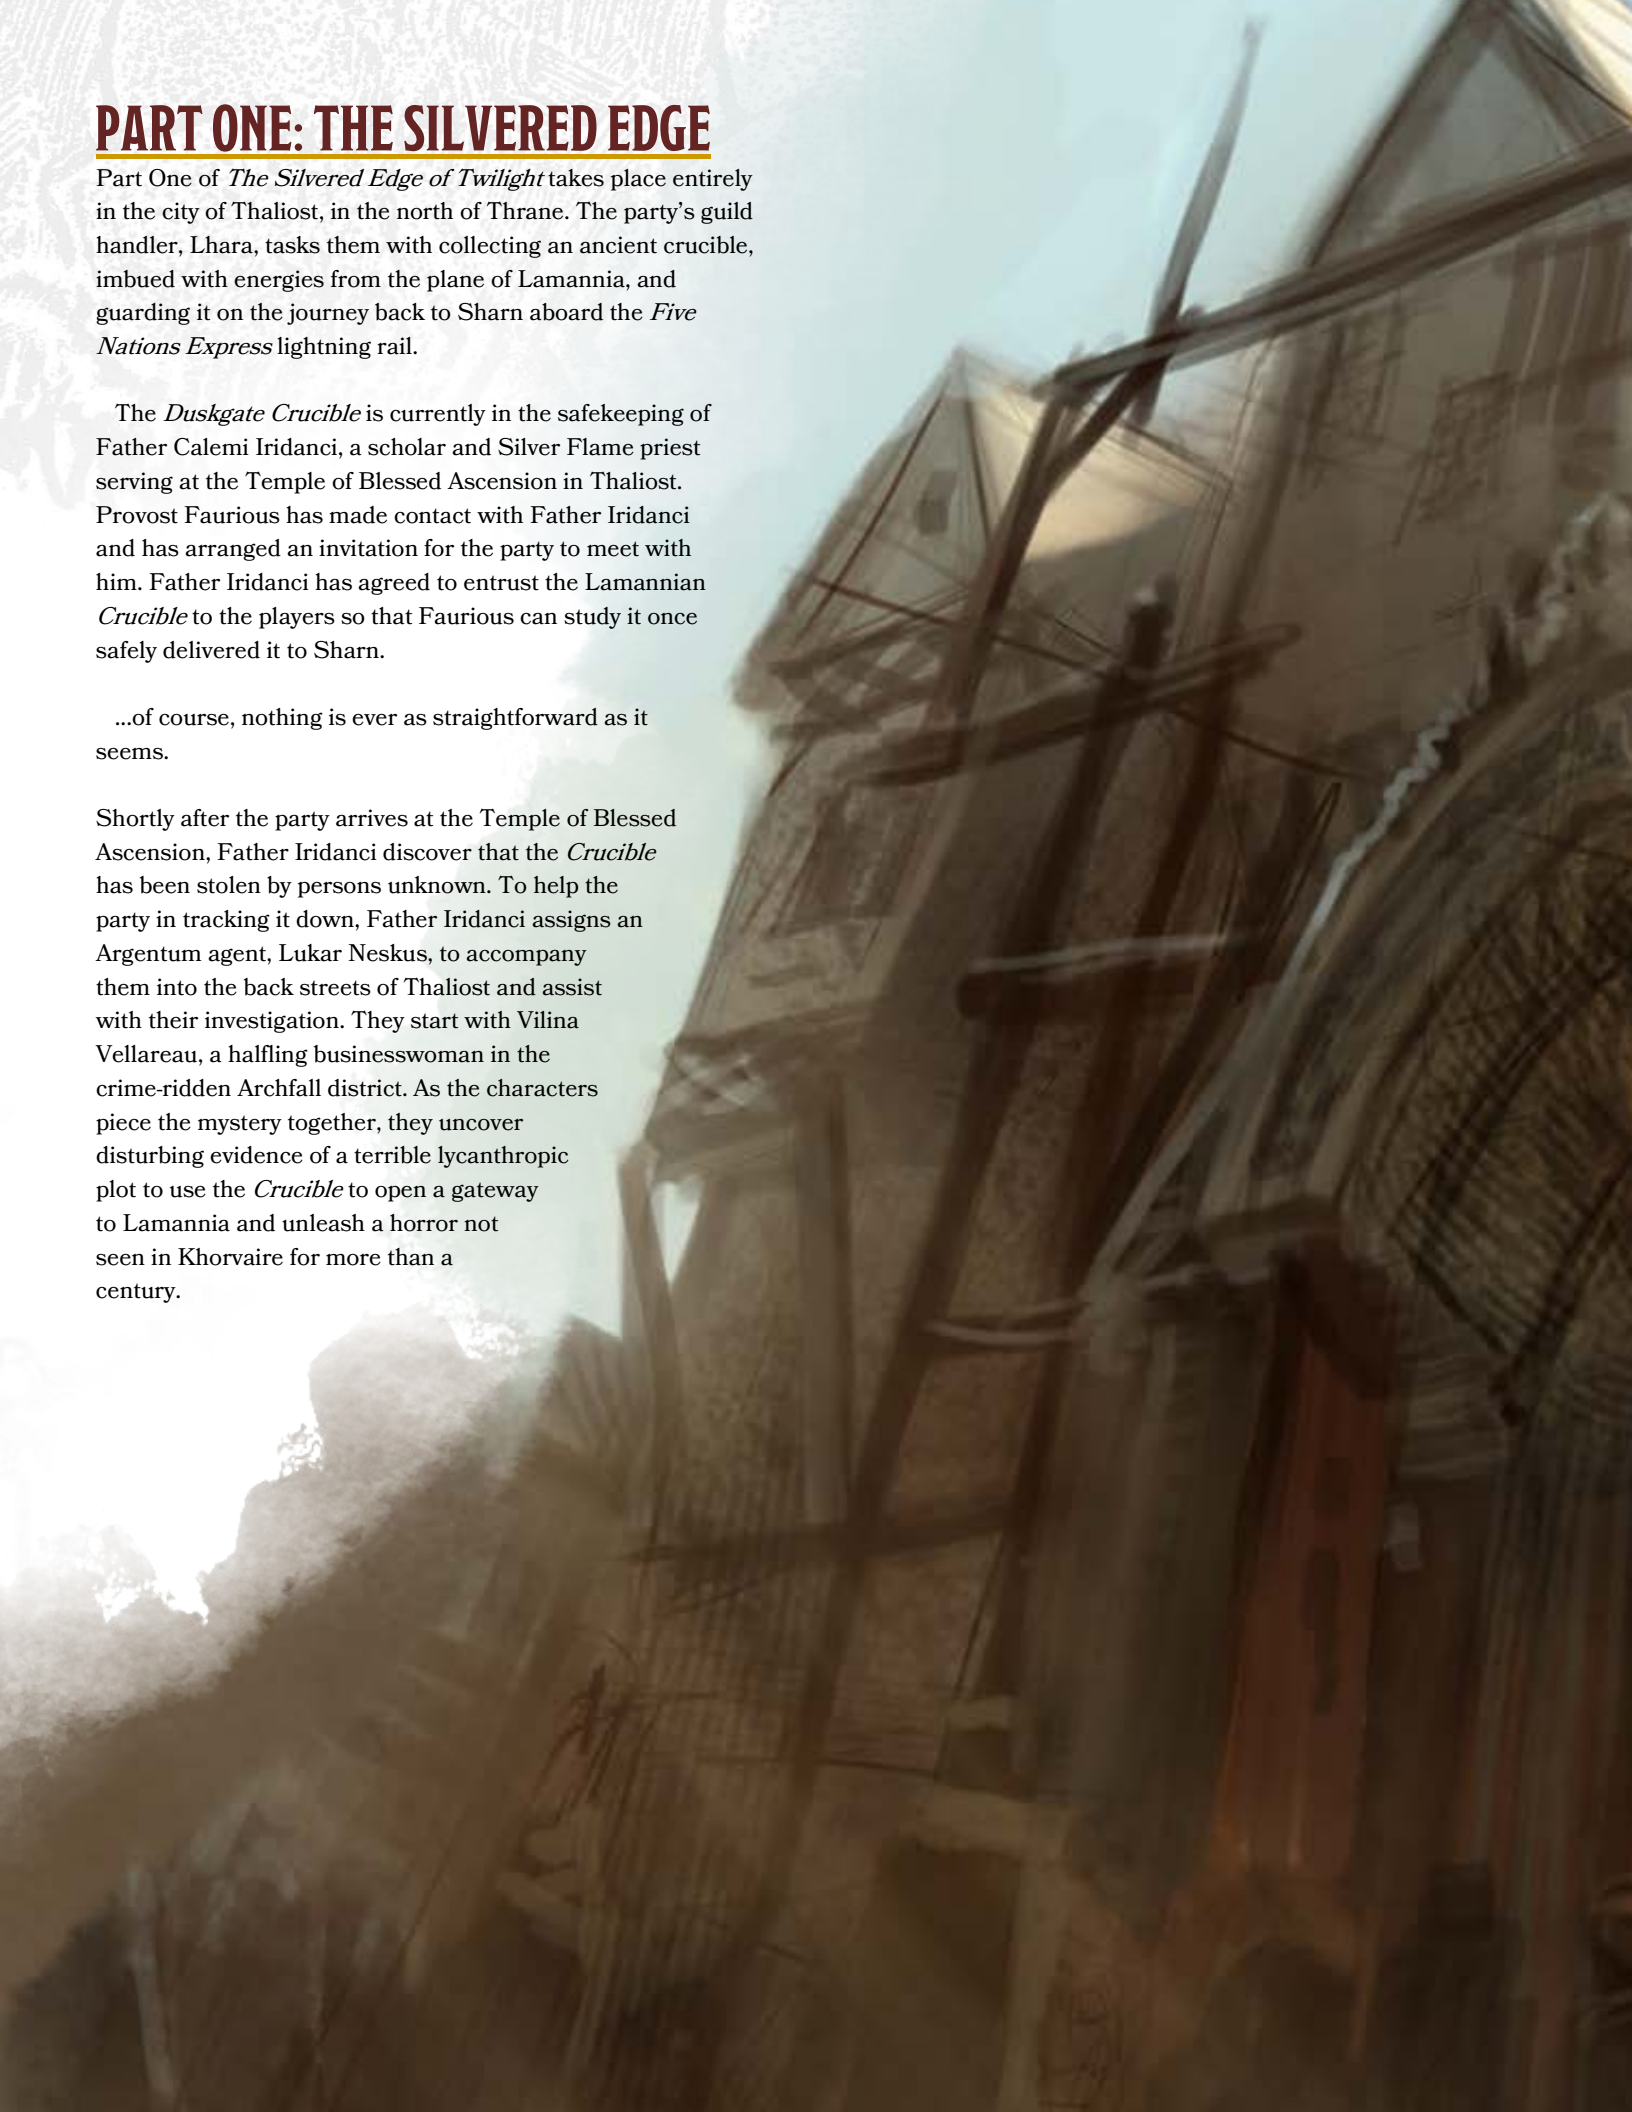 PART ONE: THE SILVERED EDGE
Part One of The Silvered Edge of Twilight takes place entirely
in the city of Thaliost, in the north of Thrane. The party's guild
handler, Lhara, tasks them with collecting an ancient crucible,
imbued with energies from the plane of Lamannia, and
guarding it on the journey back to Sharn aboard the Five
Nations Express lightning rail.
The Duskgate Crucible is currently in the safekeeping of
Father Calemi Iridanci, a scholar and Silver Flame priest
serving at the Temple of Blessed Ascension in Thaliost.
Provost Faurious has made contact with Father Iridanci
and has arranged an invitation for the party to meet with
him. Father Iridanci has agreed to entrust the Lamannian
Crucible to the players so that Faurious can study it once
safely delivered it to Sharn.
...of course, nothing is ever as straightforward as it
seems.
Shortly after the party arrives at the Temple of Blessed
Ascension, Father Iridanci discover that the Crucible
has been stolen by persons unknown. To help the
party in tracking it down, Father Iridanci assigns an
Argentum agent, Lukar Neskus, to accompany
them into the back streets of Thaliost and assist
with their investigation. They start with Vilina
Vellareau, a halfling businesswoman in the
crime-ridden Archfall district. As the characters
piece the mystery together, they uncover
disturbing evidence of a terrible lycanthropic
plot to use the Crucible to open a gateway
to Lamannia and unleash a horror not
seen in Khorvaire for more than a
century.